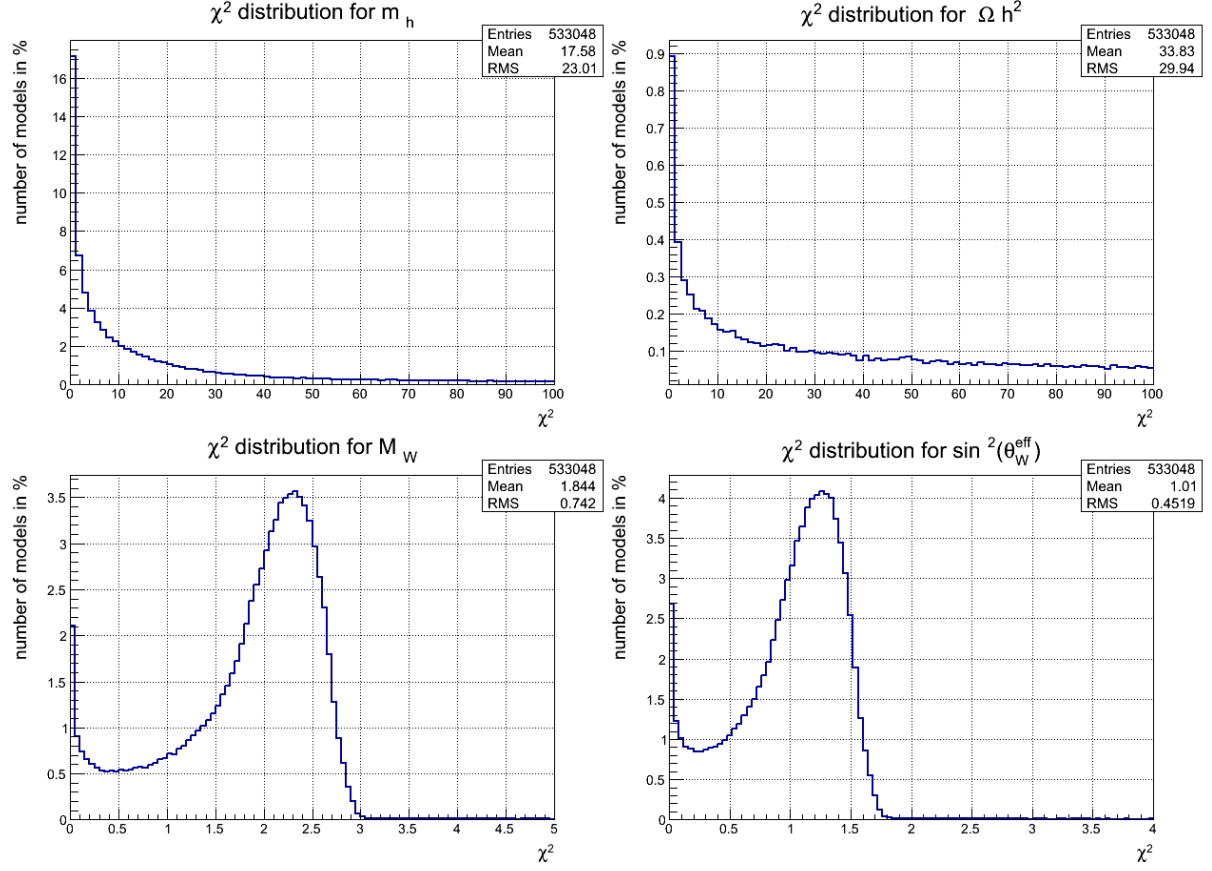 χ² distribution for m h
Entries 533048
Mean 17.58
RMS 23.01
number of models in %
16
14
12
10
8
6
4
2
0
0 10 20 30 40 50 60 70 80 90 100
χ²
χ² distribution for Ω h²
Entries 533048
Mean 33.83
RMS 29.94
number of models in %
0.9
0.8
0.7
0.6
0.5
0.4
0.3
0.2
0.1
0 10 20 30 40 50 60 70 80 90 100
χ²
χ² distribution for M W
Entries 533048
Mean 1.844
RMS 0.742
number of models in %
3.5
3
2.5
2
1.5
1
0.5
0
0 0.5 1 1.5 2 2.5 3 3.5 4 4.5 5
χ²
χ² distribution for sin ²(θ_W^eff)
Entries 533048
Mean 1.01
RMS 0.4519
number of models in %
4
3.5
3
2.5
2
1.5
1
0.5
0
0 0.5 1 1.5 2 2.5 3 3.5 4
χ²